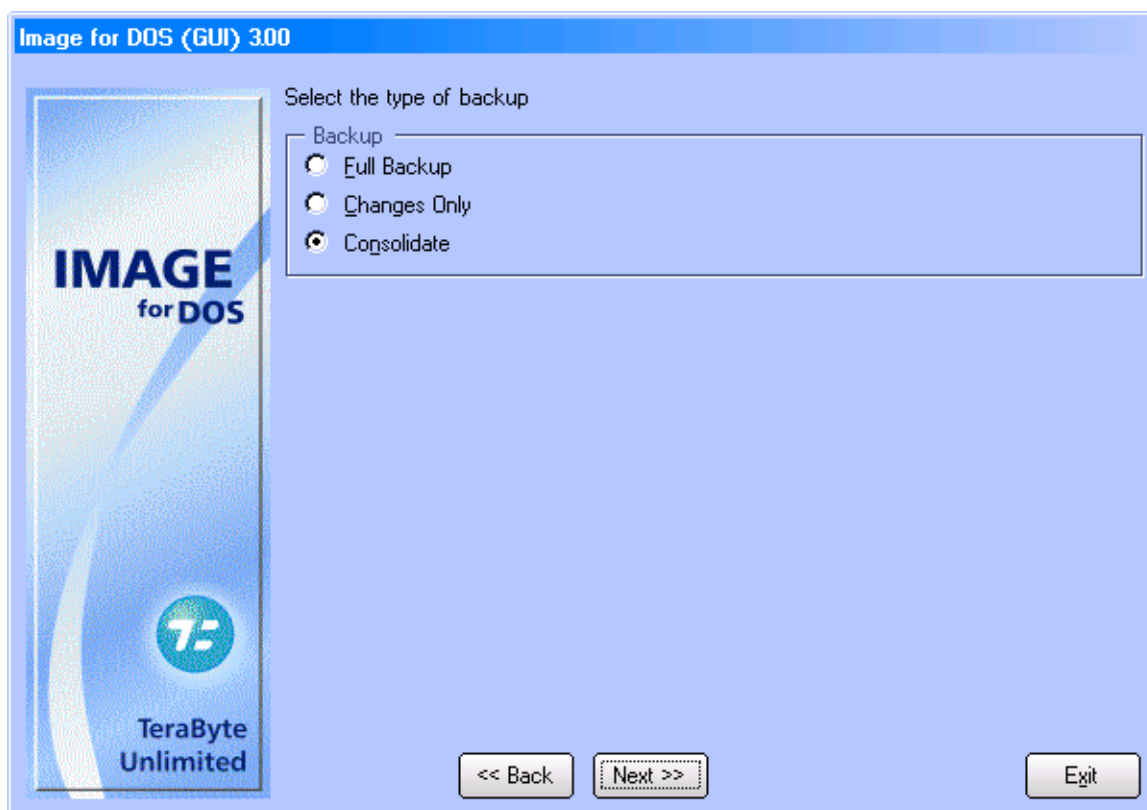 Image for DOS (GUI) 3.00
Select the type of backup
Backup
Full Backup
Changes Only
Consolidate
IMAGE
for DOS
TeraByte
Unlimited
<< Back
Next >>
Exit